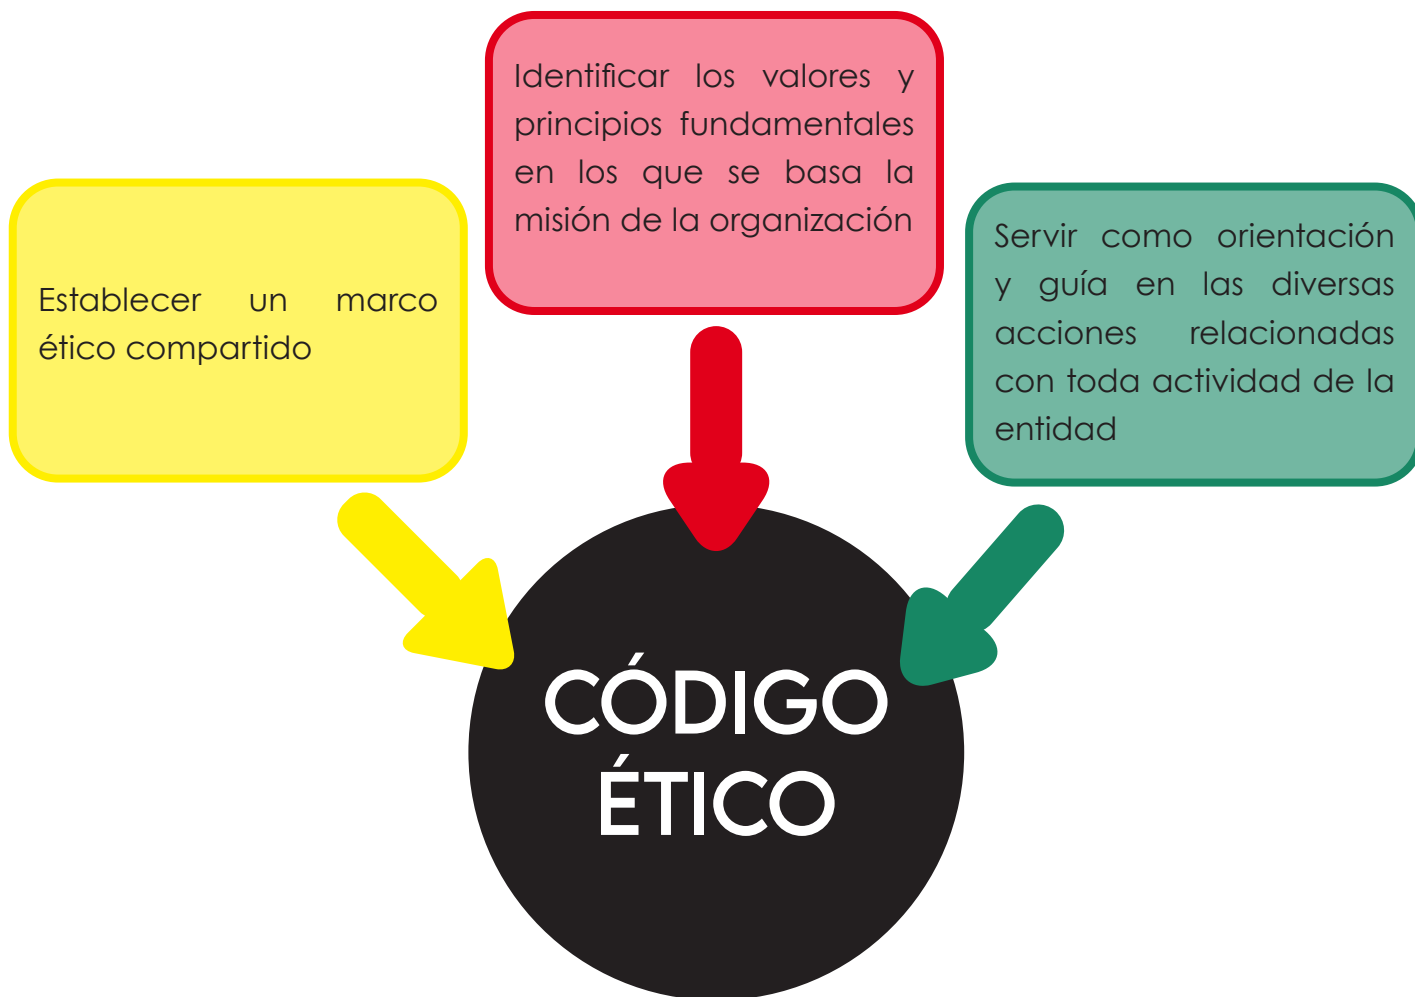 Establecer un marco
ético compartido
Identificar los valores y
principios fundamentales
en los que se basa la
misión de la organización
Servir como orientación
y guía en las diversas
acciones relacionadas
con toda actividad de la
entidad
CÓDIGO
ÉTICO